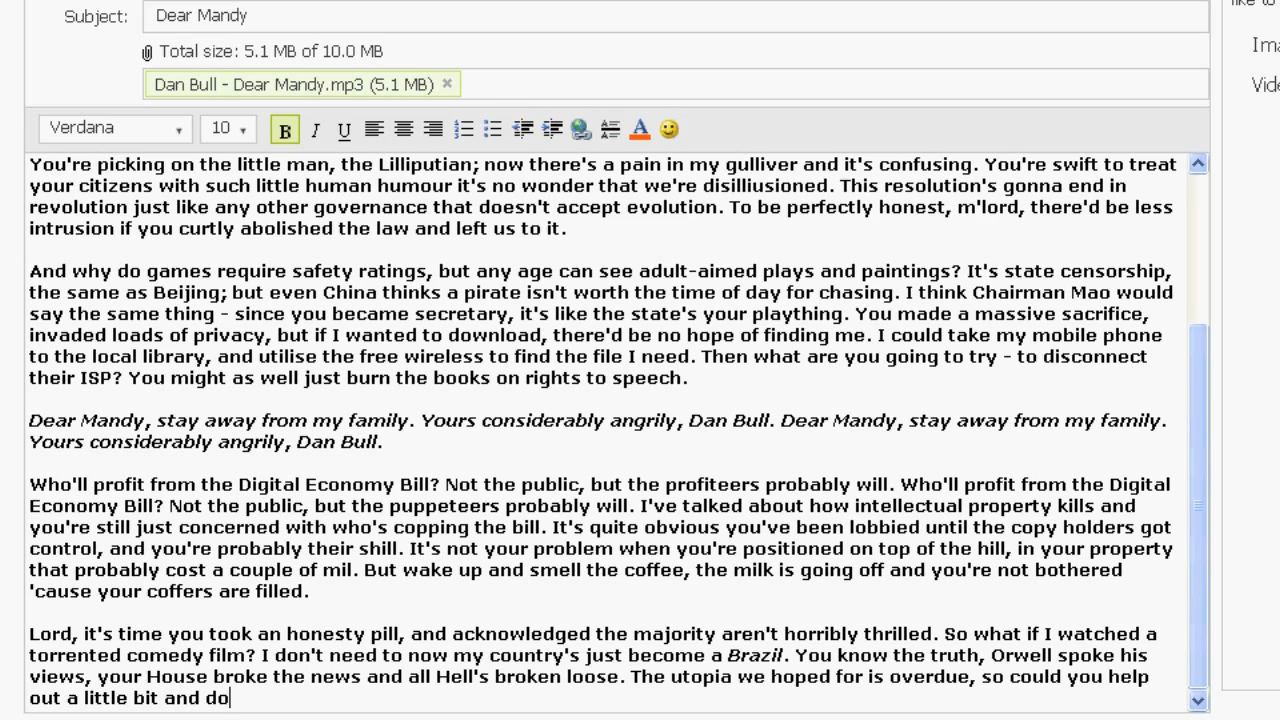 like to
Subject:
Dear Mandy
Total size: 5.1 MB of 10.0 MB
Dan Bull - Dear Mandy.mp3 (5.1 MB) ×
Verdana
10
B I U
A
You're picking on the little man, the Lilliputian; now there's a pain in my gulliver and it's confusing. You're swift to treat
your citizens with such little human humour it's no wonder that we're disilliusioned. This resolution's gonna end in
revolution just like any other governance that doesn't accept evolution. To be perfectly honest, m'lord, there'd be less
intrusion if you curtly abolished the law and left us to it.
And why do games require safety ratings, but any age can see adult-aimed plays and paintings? It's state censorship,
the same as Beijing; but even China thinks a pirate isn't worth the time of day for chasing. I think Chairman Mao would
say the same thing - since you became secretary, it's like the state's your plaything. You made a massive sacrifice,
invaded loads of privacy, but if I wanted to download, there'd be no hope of finding me. I could take my mobile phone
to the local library, and utilise the free wireless to find the file I need. Then what are you going to try - to disconnect
their ISP? You might as well just burn the books on rights to speech.
Dear Mandy, stay away from my family. Yours considerably angrily, Dan Bull. Dear Mandy, stay away from my family.
Yours considerably angrily, Dan Bull.
Who'll profit from the Digital Economy Bill? Not the public, but the profiteers probably will. Who'll profit from the Digital
Economy Bill? Not the public, but the puppeteers probably will. I've talked about how intellectual property kills and
you're still just concerned with who's copping the bill. It's quite obvious you've been lobbied until the copy holders got
control, and you're probably their shill. It's not your problem when you're positioned on top of the hill, in your property
that probably cost a couple of mil. But wake up and smell the coffee, the milk is going off and you're not bothered
'cause your coffers are filled.
Lord, it's time you took an honesty pill, and acknowledged the majority aren't horribly thrilled. So what if I watched a
torrented comedy film? I don't need to now my country's just become a Brazil. You know the truth, Orwell spoke his
views, your House broke the news and all Hell's broken loose. The utopia we hoped for is overdue, so could you help
out a little bit and do